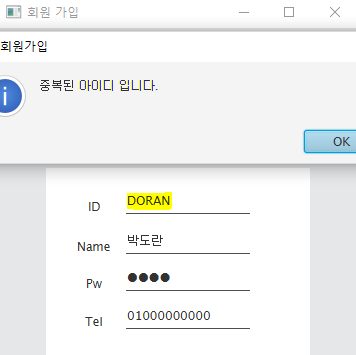 회원 가입
회원가입
중복된 아이디 입니다.
OK
ID DORAN
Name 박도란
Pw ●●●●
Tel 01000000000